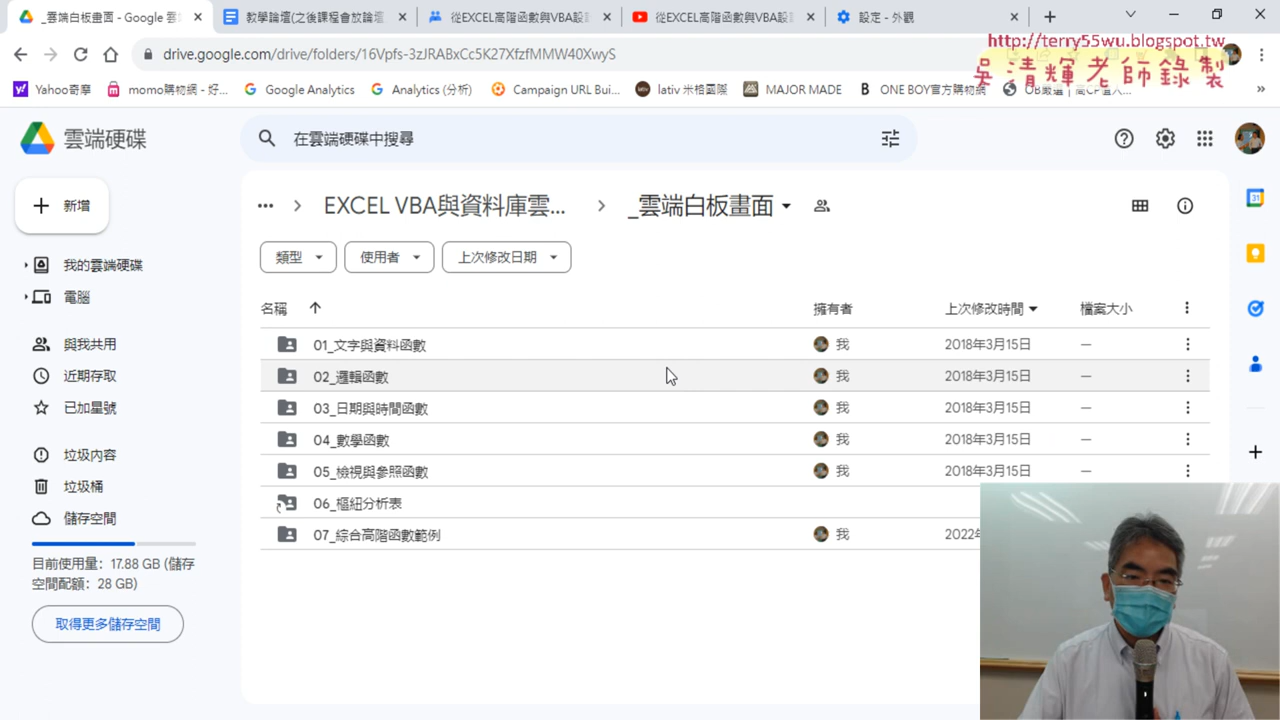 _雲端白板畫面 - Google 雲
教學論壇(之後課程會放論壇
從EXCEL高階函數與VBA設
從EXCEL高階函數與VBA設
設定 - 外觀
drive.google.com/drive/folders/16Vpfs-3zJRABxCc5K27XfzfMMW40XwyS
http://terry55wu.blogspot.tw
吳清輝老師錄製
Yahoo奇摩
momo購物網 - 好...
Google Analytics
Analytics (分析)
Campaign URL Bui...
lativ 米格國際
MAJOR MADE
ONE BOY官方購物網
雲端硬碟
在雲端硬碟中搜尋
新增
EXCEL VBA與資料庫雲...
_雲端白板畫面
類型
使用者
上次修改日期
我的雲端硬碟
電腦
與我共用
近期存取
已加星號
垃圾內容
垃圾桶
儲存空間
目前使用量：17.88 GB (儲存
空間配額：28 GB)
取得更多儲存空間
名稱
擁有者
上次修改時間
檔案大小
01_文字與資料函數
我
2018年3月15日
—
02_邏輯函數
我
2018年3月15日
—
03_日期與時間函數
我
2018年3月15日
—
04_數學函數
我
2018年3月15日
—
05_檢視與參照函數
我
2018年3月15日
—
06_樞紐分析表
07_綜合高階函數範例
我
2022年
31